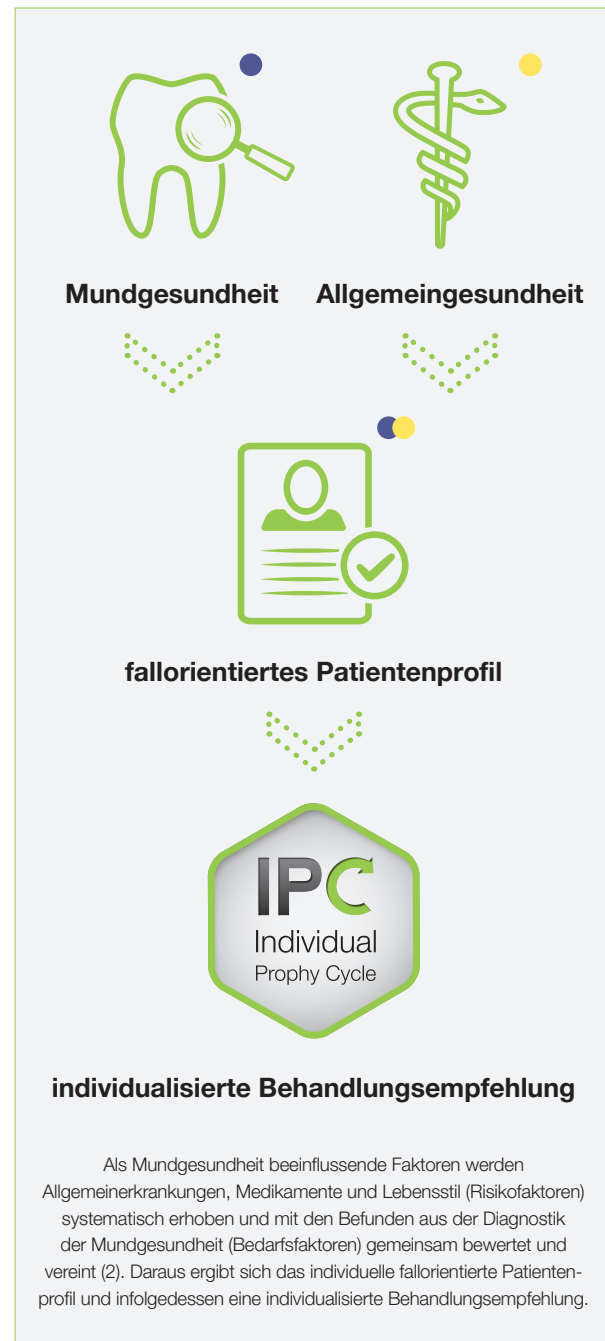 Mundgesundheit Allgemeingesundheit
fallorientiertes Patientenprofil
IPC
Individual
Prophy Cycle
individualisierte Behandlungsempfehlung
Als Mundgesundheit beeinflussende Faktoren werden
Allgemeinerkrankungen, Medikamente und Lebensstil (Risikofaktoren)
systematisch erhoben und mit den Befunden aus der Diagnostik
der Mundgesundheit (Bedarfsfaktoren) gemeinsam bewertet und
vereint (2). Daraus ergibt sich das individuelle fallorientierte Patienten-
profil und infolgedessen eine individualisierte Behandlungsempfehlung.